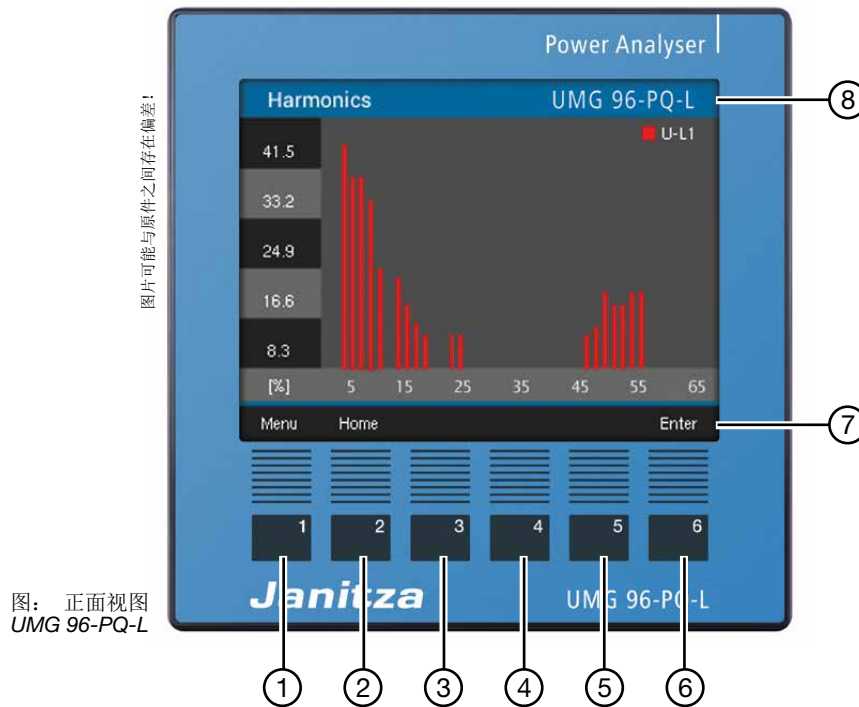 Power Analyser
Harmonics UMG 96-PQ-L
8
图片可能与原件之间存在偏差!
U-L1
41.5
33.2
24.9
16.6
8.3
[%] 5 15 25 35 45 55 65
Menu Home Enter
7
1 2 3 4 5 6
Janitza UMG 96-PQ-L
图: 正面视图
UMG 96-PQ-L
1 2 3 4 5 6